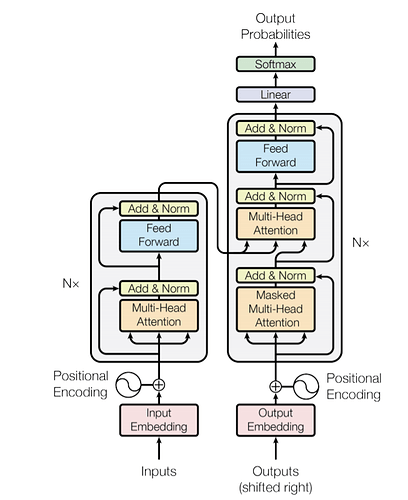 Output
Probabilities
Softmax
Linear
Add & Norm
Feed
Forward
Add & Norm
Multi-Head
Attention
Add & Norm
Masked
Multi-Head
Attention
N×
Add & Norm
Feed
Forward
Add & Norm
Multi-Head
Attention
N×
Positional
Encoding
Positional
Encoding
Input
Embedding
Output
Embedding
Inputs
Outputs
(shifted right)